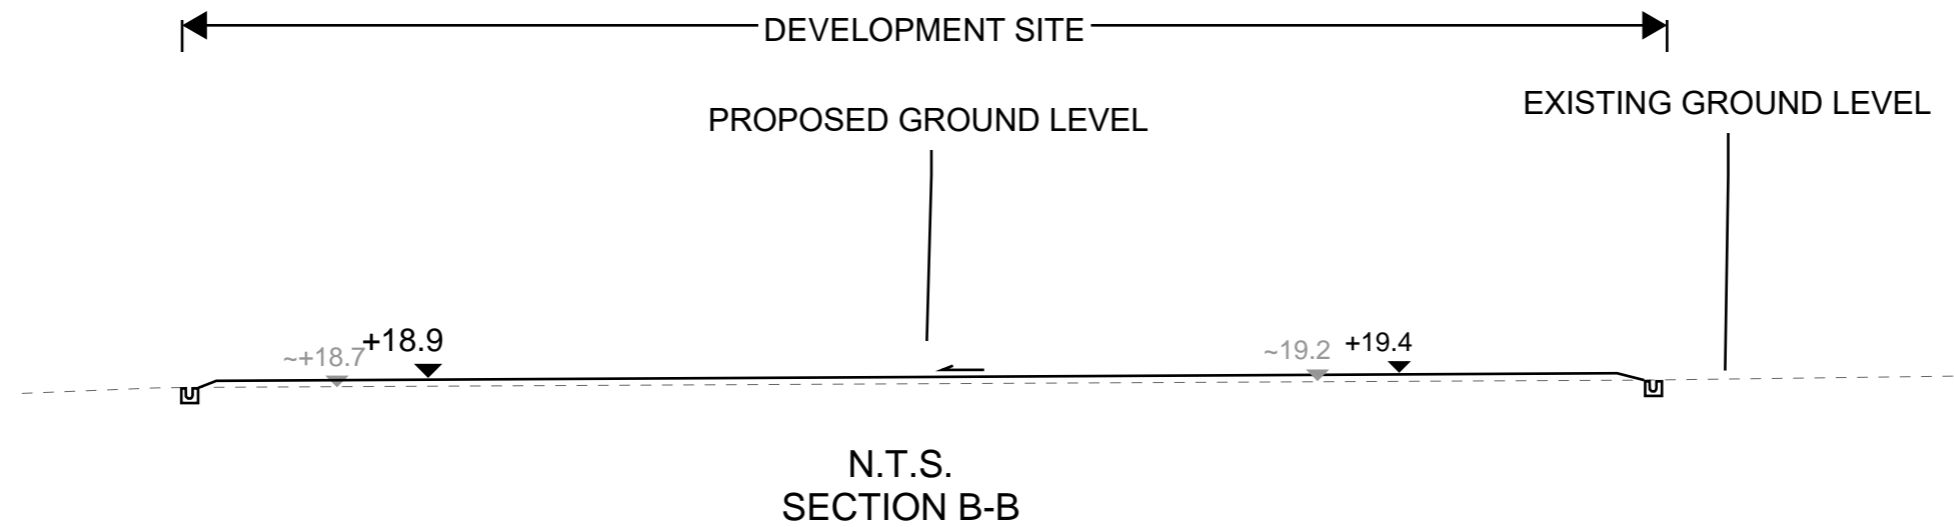 DEVELOPMENT SITE
EXISTING GROUND LEVEL
PROPOSED GROUND LEVEL
~+18.7 +18.9 ~19.2 +19.4
N.T.S.
SECTION B-B